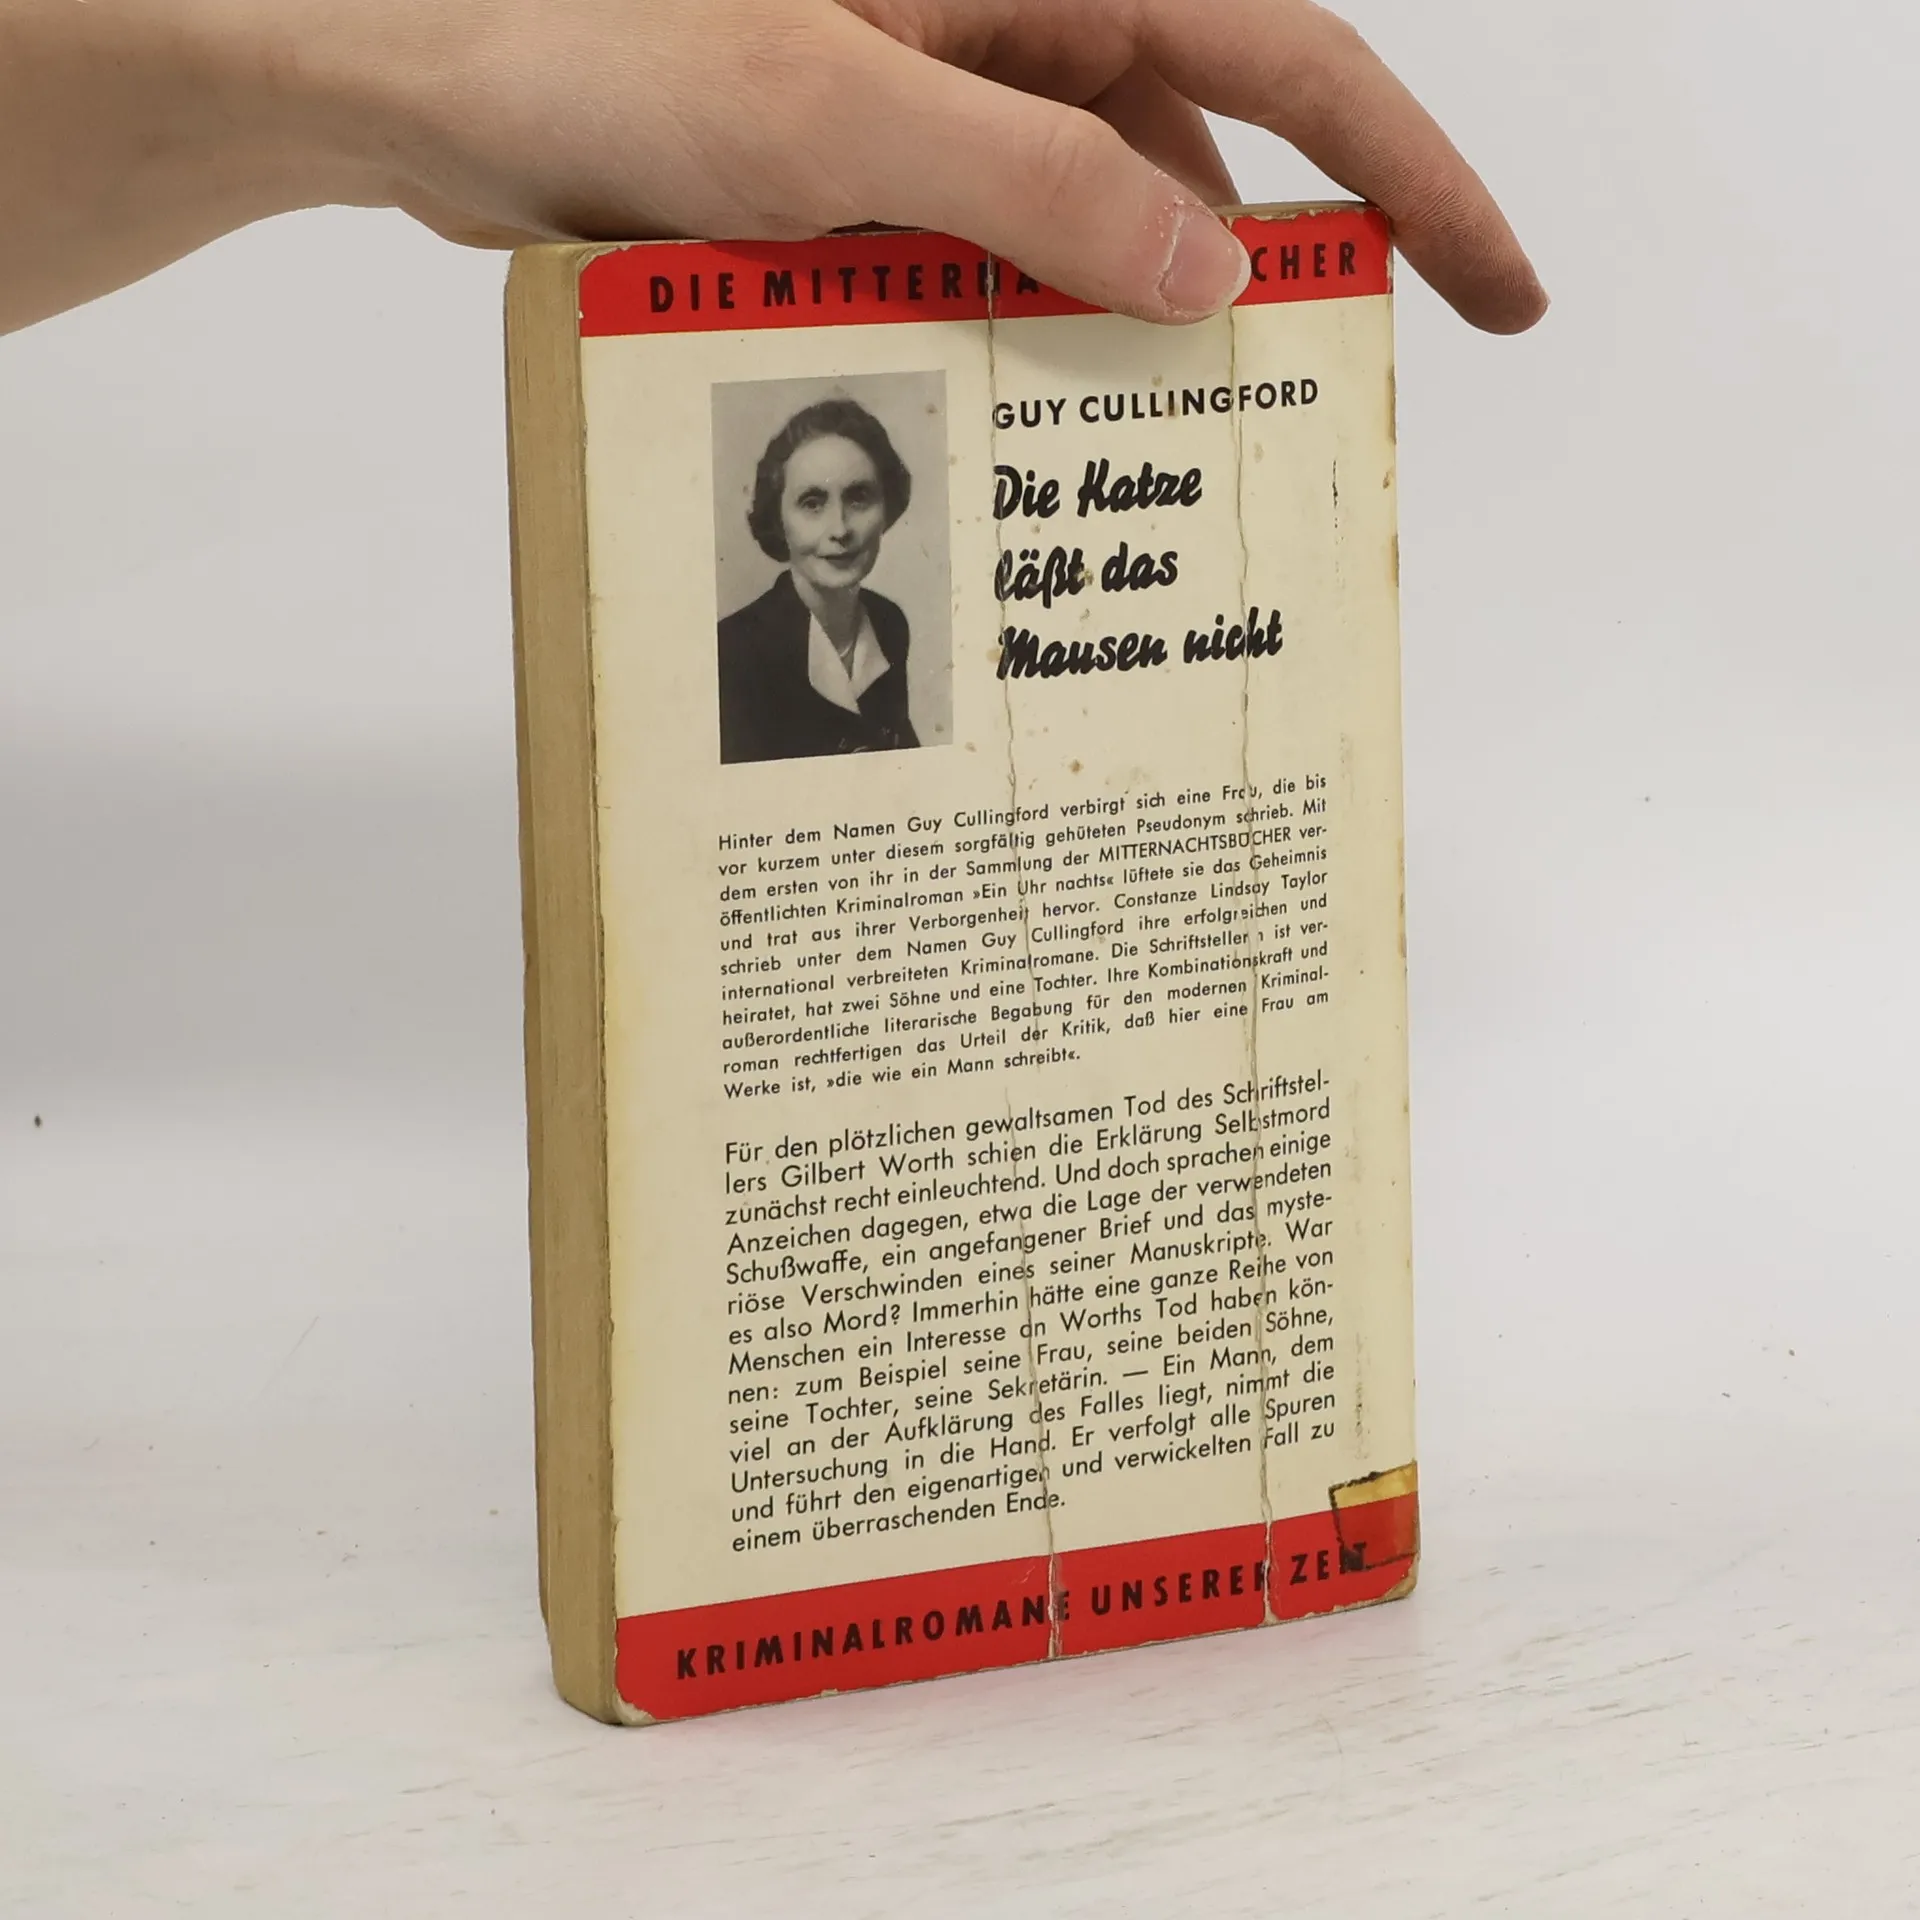 DIE MITTERNA CHER
GUY CULLINGFORD
Die Katze
läßt das
Mausen nicht
Hinter dem Namen Guy Cullingford verbirgt sich eine Frau, die bis
vor kurzem unter diesem sorgfältig gehüteten Pseudonym schrieb. Mit
dem ersten von ihr in der Sammlung der MITTERNACHTSBÜCHER ver-
öffentlichten Kriminalroman »Ein Uhr nachts« lüftete sie das Geheimnis
und trat aus ihrer Verborgenheit hervor. Constanze Lindsay Taylor
schrieb unter dem Namen Guy Cullingford ihre erfolgreichen und
international verbreiteten Kriminalromane. Die Schriftstellerin ist ver-
heiratet, hat zwei Söhne und eine Tochter. Ihre Kombinationskraft und
außerordentliche literarische Begabung für den modernen Kriminal-
roman rechtfertigen das Urteil der Kritik, daß hier eine Frau am
Werke ist, »die wie ein Mann schreibt«.
Für den plötzlichen gewaltsamen Tod des Schriftstel-
lers Gilbert Worth schien die Erklärung Selbstmord
zunächst recht einleuchtend. Und doch sprachen einige
Anzeichen dagegen, etwa die Lage der verwendeten
Schußwaffe, ein angefangener Brief und das myste-
riöse Verschwinden eines seiner Manuskripte. War
es also Mord? Immerhin hätte eine ganze Reihe von
Menschen ein Interesse an Worths Tod haben kön-
nen: zum Beispiel seine Frau, seine beiden Söhne,
seine Tochter, seine Sekretärin. — Ein Mann, dem
viel an der Aufklärung des Falles liegt, nimmt die
Untersuchung in die Hand. Er verfolgt alle Spuren
und führt den eigenartigen und verwickelten Fall zu
einem überraschenden Ende.
KRIMINALROMANE UNSERER ZEIT